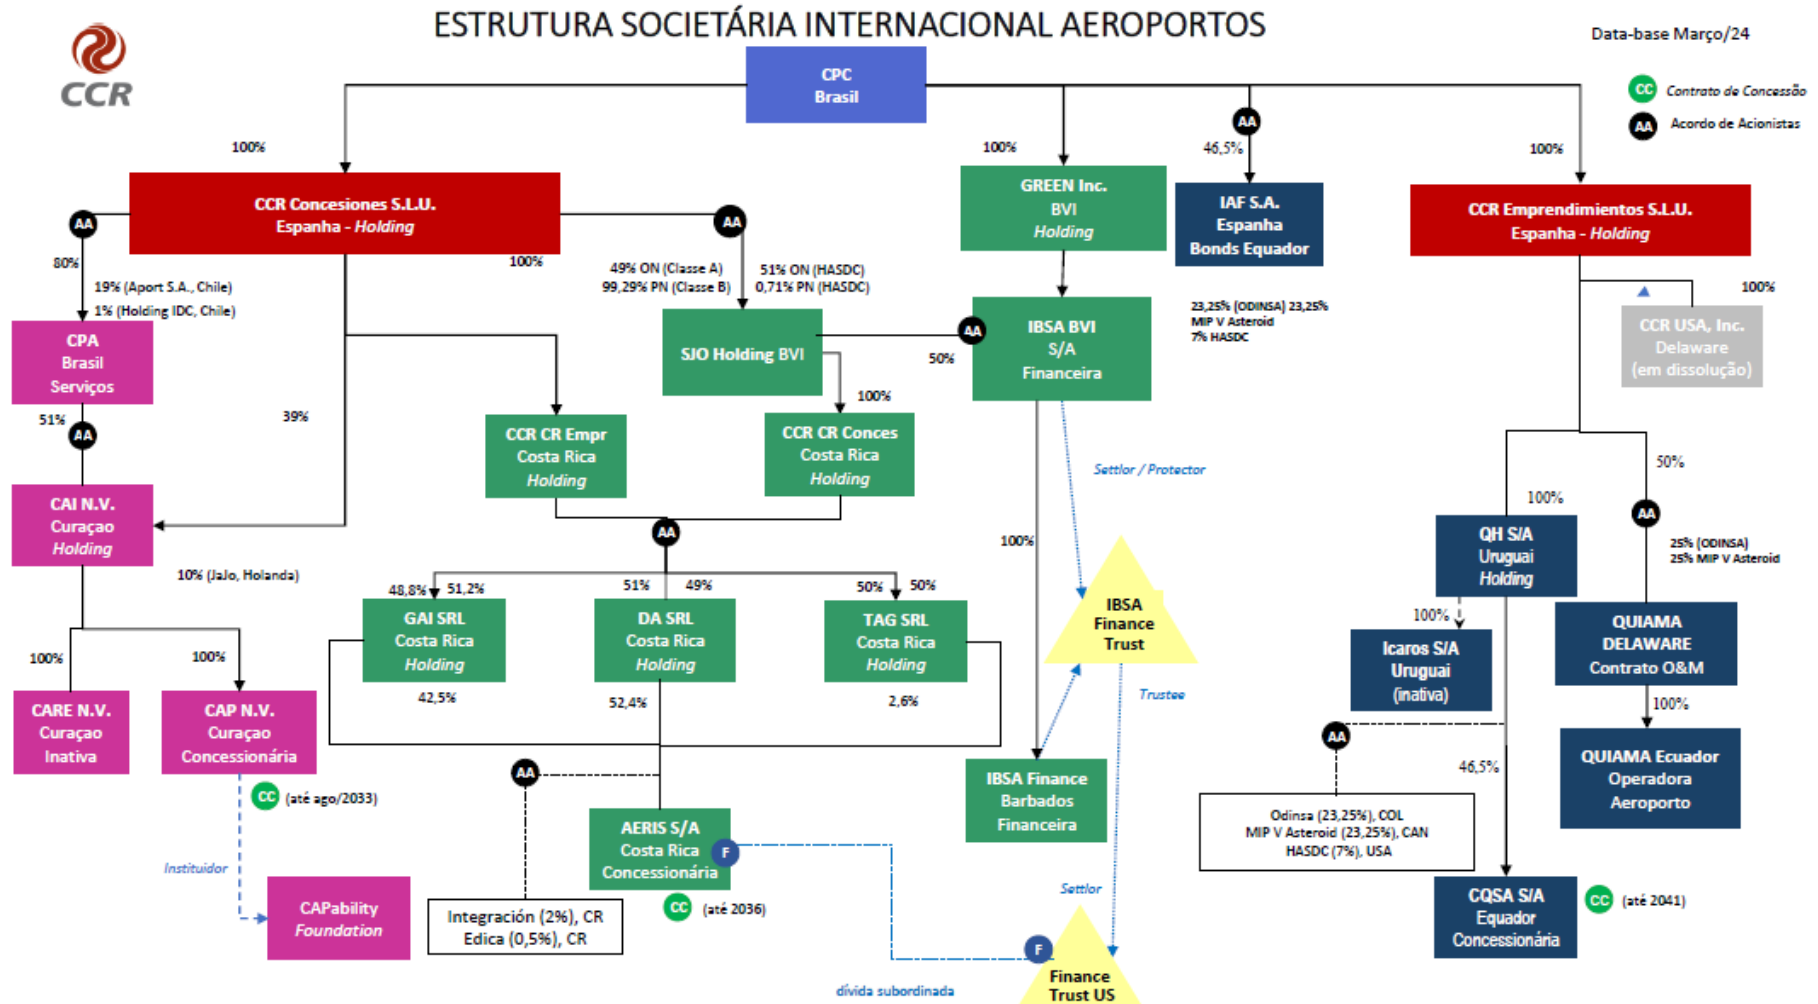 ESTRUTURA SOCIETÁRIA INTERNACIONAL AEROPORTOS
Data-base Março/24
CCR
CC Contrato de Concessão
AA Acordo de Acionistas
CPC
Brasil
100%
100%
AA
46,5%
100%
CCR Concesiones S.L.U.
Espanha - Holding
GREEN Inc.
BVI
Holding
IAF S.A.
Espanha
Bonds Equador
CCR Emprendimientos S.L.U.
Espanha - Holding
AA
80%
19% (Aport S.A., Chile)
1% (Holding IDC, Chile)
100%
AA
49% ON (Classe A)
99,29% PN (Classe B)
51% ON (HASDC)
0,71% PN (HASDC)
23,25% (ODINSA) 23,25%
MIP V Asteroid
7% HASDC
100%
CCR USA, Inc.
Delaware
(em dissolução)
CPA
Brasil
Serviços
SJO Holding BVI
AA
50%
IBSA BVI
S/A
Financeira
51%
AA
39%
100%
CCR CR Empr
Costa Rica
Holding
CCR CR Conces
Costa Rica
Holding
Settlor / Protector
50%
100%
AA
25% (ODINSA)
25% MIP V Asteroid
CAI N.V.
Curaçao
Holding
AA
100%
QH S/A
Uruguai
Holding
10% (JaJo, Holanda)
48,8%
51,2%
51%
49%
50%
50%
GAI SRL
Costa Rica
Holding
DA SRL
Costa Rica
Holding
TAG SRL
Costa Rica
Holding
IBSA
Finance
Trust
100%
Icaros S/A
Uruguai
(inativa)
QUIAMA
DELAWARE
Contrato O&M
100%
100%
42,5%
52,4%
2,6%
Trustee
100%
CARE N.V.
Curaçao
Inativa
CAP N.V.
Curaçao
Concessionária
AA
AA
46,5%
QUIAMA Ecuador
Operadora
Aeroporto
CC (até ago/2033)
IBSA Finance
Barbados
Financeira
Odinsa (23,25%), COL
MIP V Asteroid (23,25%), CAN
HASDC (7%), USA
AERIS S/A
Costa Rica
Concessionária
F
Instituidor
Settlor
CAPability
Foundation
Integración (2%), CR
Edica (0,5%), CR
CC (até 2036)
CQSA S/A
Equador
Concessionária
CC (até 2041)
F
Finance
Trust US
dívida subordinada